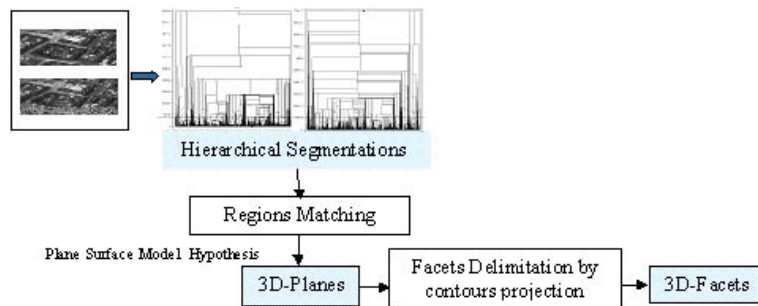 Hierarchical Segmentations
Regions Matching
Plane Surface Model Hypothesis
3D-Planes
Facets Delimitation by
contours projection
3D-Facets